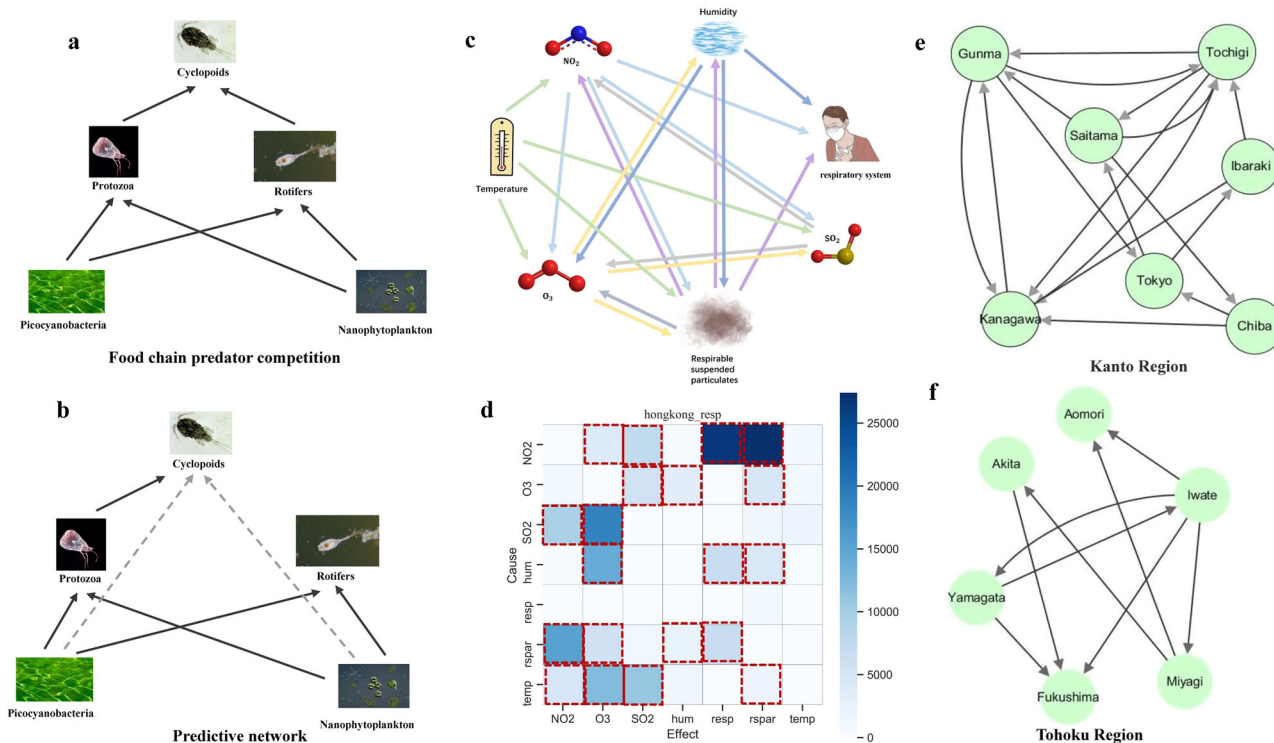 a
Cyclopoids
Protozoa
Rotifers
Picocyanobacteria
Nanophytoplankton
Food chain predator competition
b
Cyclopoids
Protozoa
Rotifers
Picocyanobacteria
Nanophytoplankton
Predictive network
c
Humidity
NO2
Temperature
respiratory system
SO2
O3
Respirable
suspended
particulates
d
hongkong_resp
Cause
NO2
O3
SO2
hum
resp
rspar
temp
NO2 O3 SO2 hum resp rspar temp
Effect
25000
20000
15000
10000
5000
0
e
Gunma
Tochigi
Saitama
Ibaraki
Tokyo
Kanagawa
Chiba
Kanto Region
f
Aomori
Akita
Iwate
Yamagata
Miyagi
Fukushima
Tohoku Region